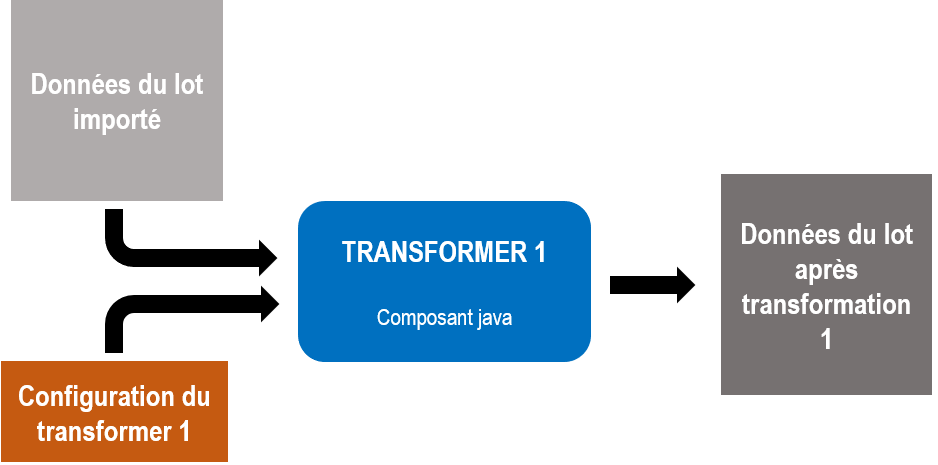 Données du lot
importé
TRANSFORMER 1
Composant java
Configuration du
transformer 1
Données du lot
après
transformation
1